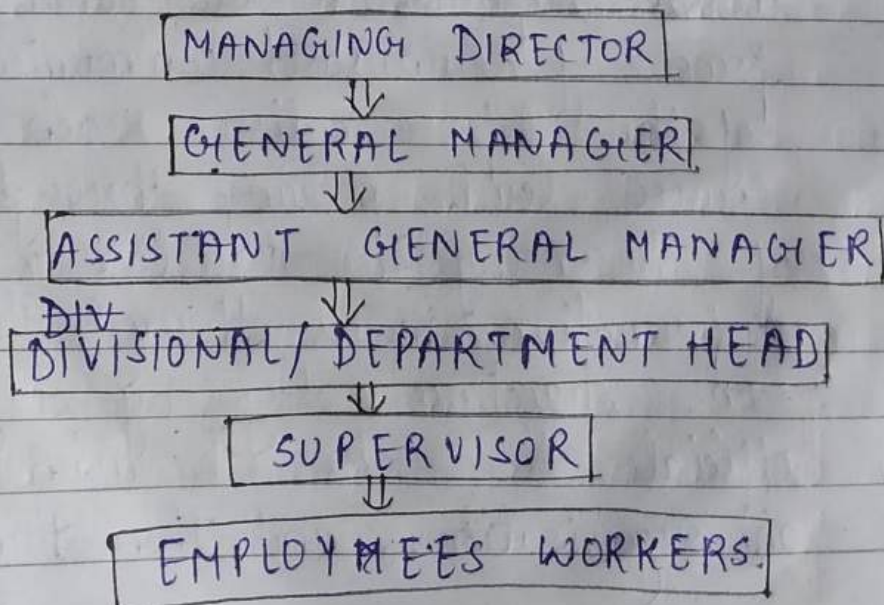 MANAGING DIRECTOR
GENERAL MANAGER
ASSISTANT GENERAL MANAGER
DIV
DIVISIONAL/ DEPARTMENT HEAD
SUPERVISOR
EMPLOYEES WORKERS.